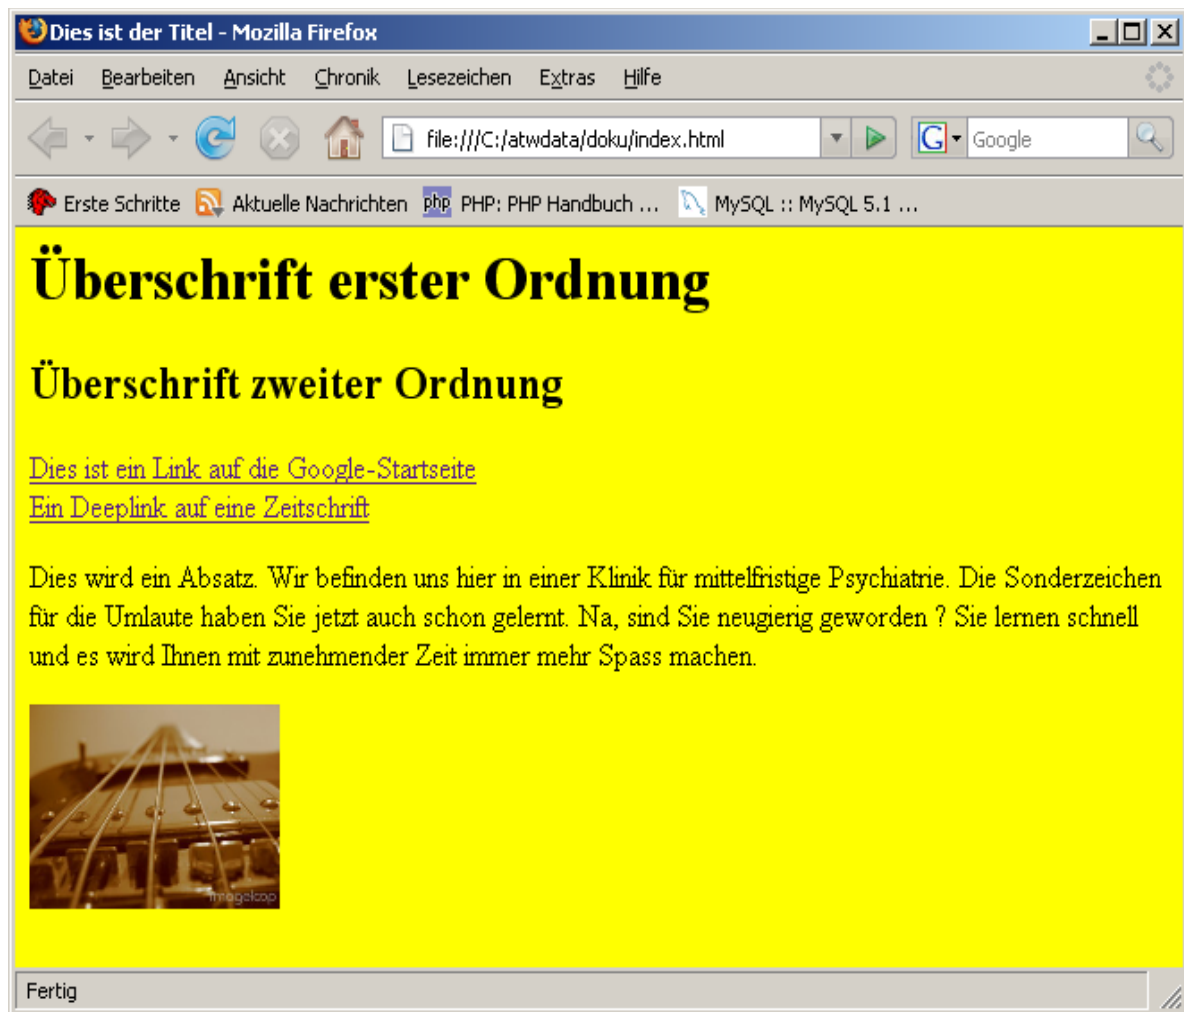 Dies ist der Titel - Mozilla Firefox
Datei Bearbeiten Ansicht Chronik Lesezeichen Extras Hilfe
file:///C:/atwdata/doku/index.html G Google
Erste Schritte Aktuelle Nachrichten php PHP: PHP Handbuch ... MySQL :: MySQL 5.1 ...
Überschrift erster Ordnung
Überschrift zweiter Ordnung
Dies ist ein Link auf die Google-Startseite
Ein Deeplink auf eine Zeitschrift
Dies wird ein Absatz. Wir befinden uns hier in einer Klinik für mittelfristige Psychiatrie. Die Sonderzeichen
für die Umlaute haben Sie jetzt auch schon gelernt. Na, sind Sie neugierig geworden ? Sie lernen schnell
und es wird Ihnen mit zunehmender Zeit immer mehr Spass machen.
Fertig